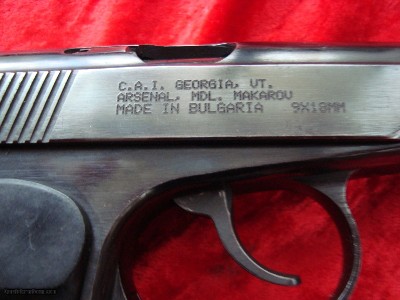 C.A.I. GEORGIA, VT.
ARSENAL, MDL. MAKAROV
MADE IN BULGARIA 9X18MM